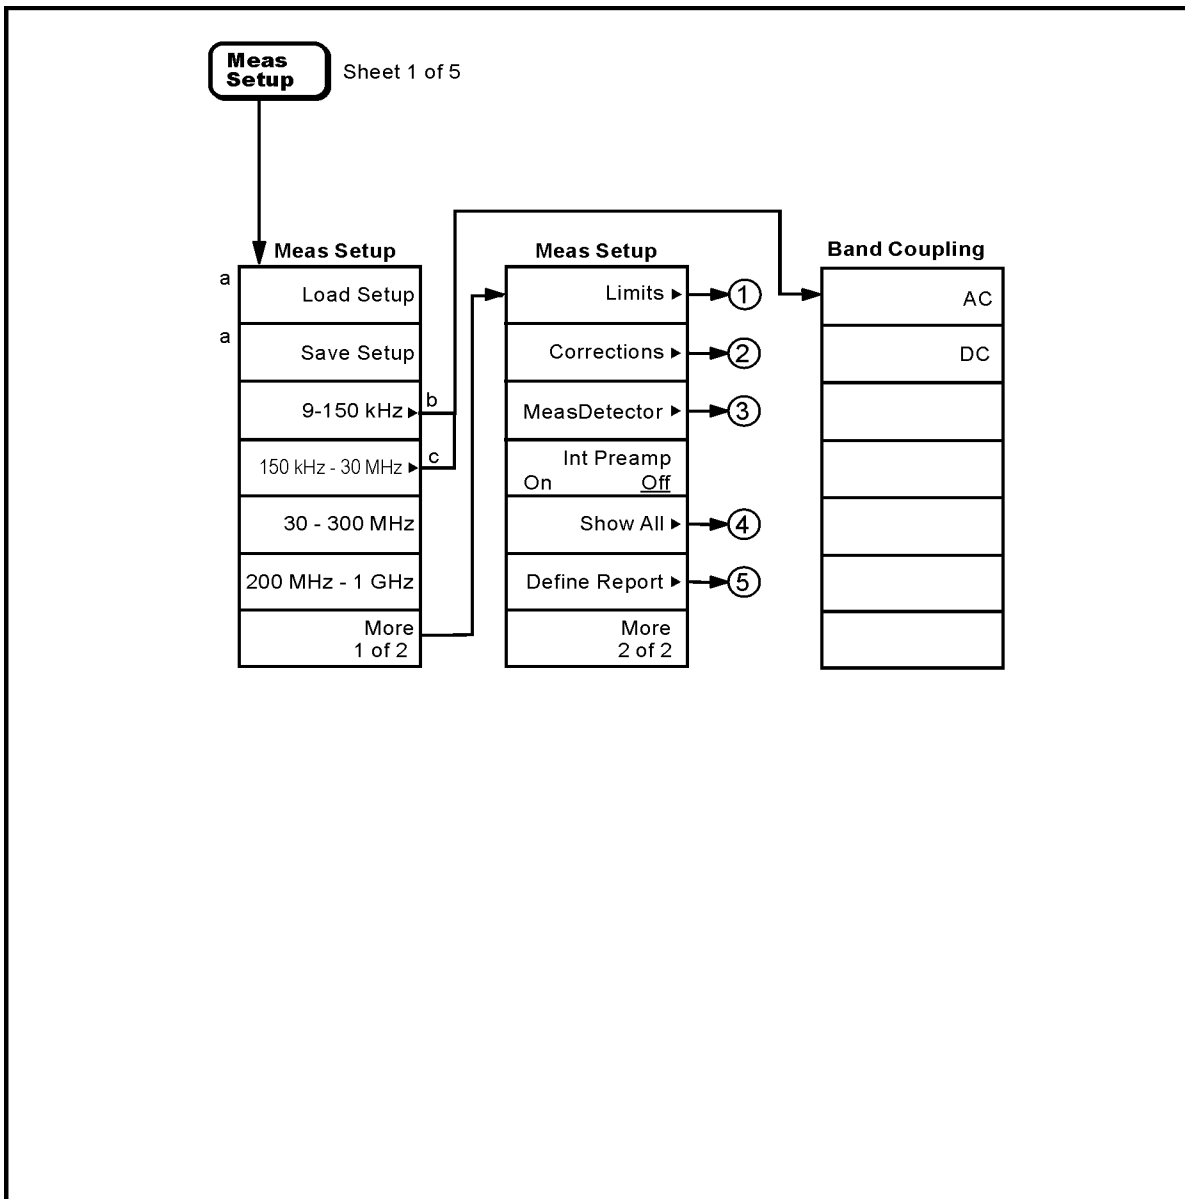 Meas
Setup
Sheet 1 of 5
Meas Setup
a
Load Setup
a
Save Setup
9-150 kHz ▸
b
150 kHz - 30 MHz ▸
c
30 - 300 MHz
200 MHz - 1 GHz
More
1 of 2
Meas Setup
Limits ▸
1
Corrections ▸
2
MeasDetector ▸
3
Int Preamp
On Off
Show All ▸
4
Define Report ▸
5
More
2 of 2
Band Coupling
AC
DC